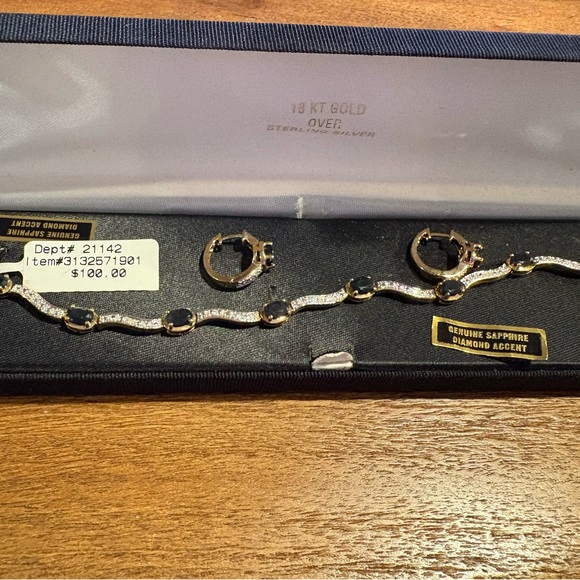 18 KT GOLD
OVER
STERLING SILVER
GENUINE SAPPHIRE
DIAMOND ACCENT
Dept# 21142
Item#3132571901
$100.00
GENUINE SAPPHIRE
DIAMOND ACCENT